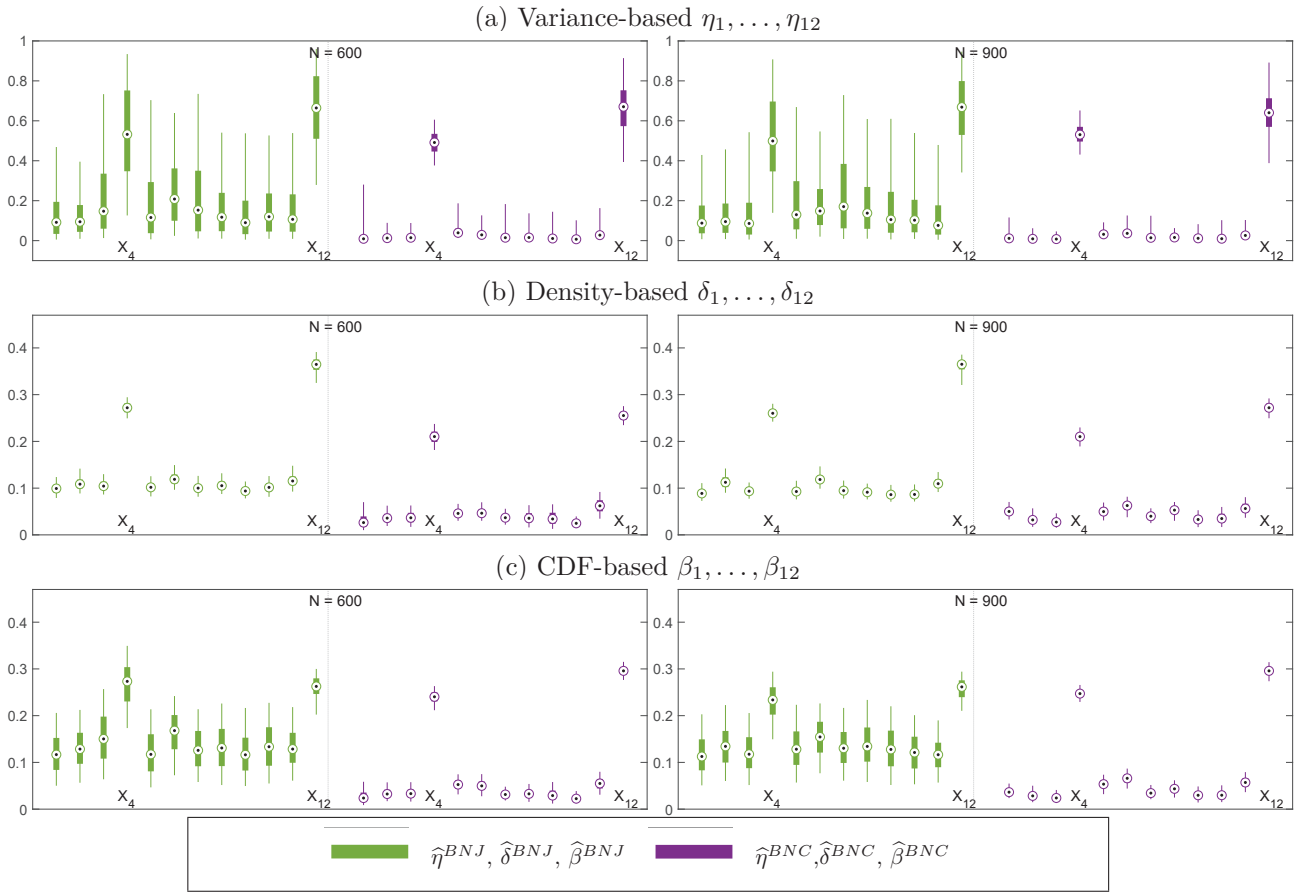 (a) Variance-based η₁, . . . , η₁₂
N = 600
N = 900
1
0.8
0.6
0.4
0.2
0
X₄ X₁₂ X₄ X₁₂ X₄ X₁₂ X₄ X₁₂
(b) Density-based δ₁, . . . , δ₁₂
N = 600
N = 900
0.4
0.3
0.2
0.1
0
X₄ X₁₂ X₄ X₁₂ X₄ X₁₂ X₄ X₁₂
(c) CDF-based β₁, . . . , β₁₂
N = 600
N = 900
0.4
0.3
0.2
0.1
0
X₄ X₁₂ X₄ X₁₂ X₄ X₁₂ X₄ X₁₂
η̂ᴮᴺᴶ, δ̂ᴮᴺᴶ, β̂ᴮᴺᴶ
η̂ᴮᴺC,δ̂ᴮᴺC, β̂ᴮᴺC